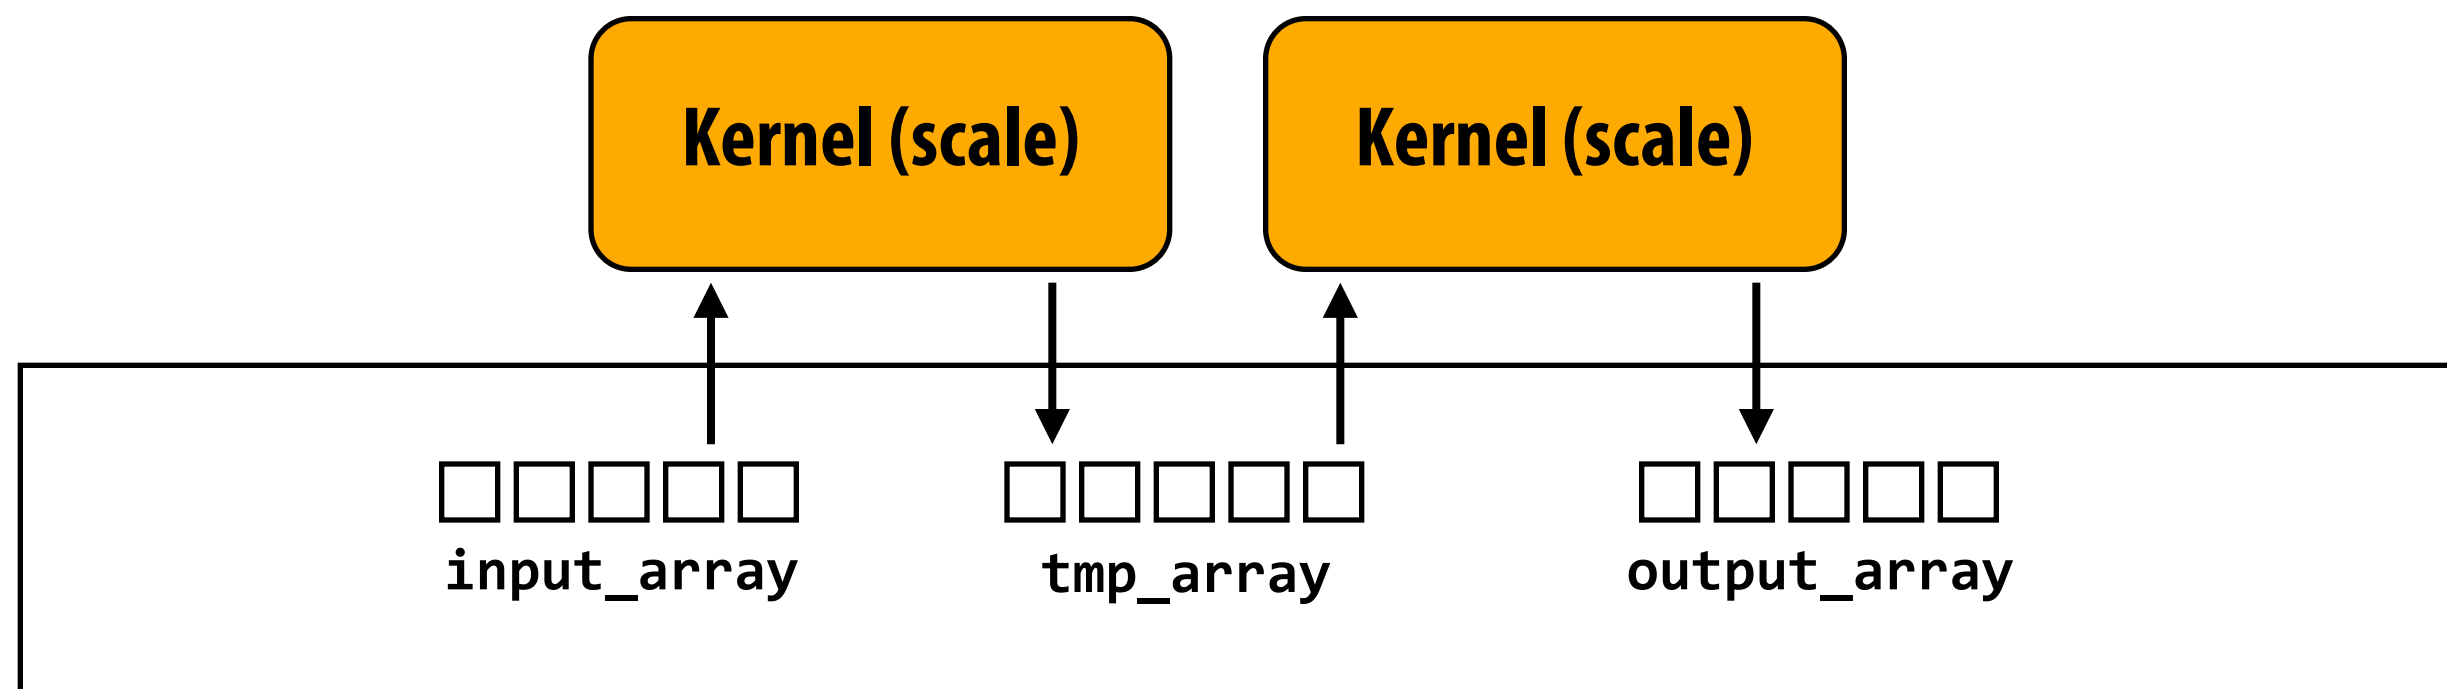 Kernel (scale)
Kernel (scale)
input_array
tmp_array
output_array